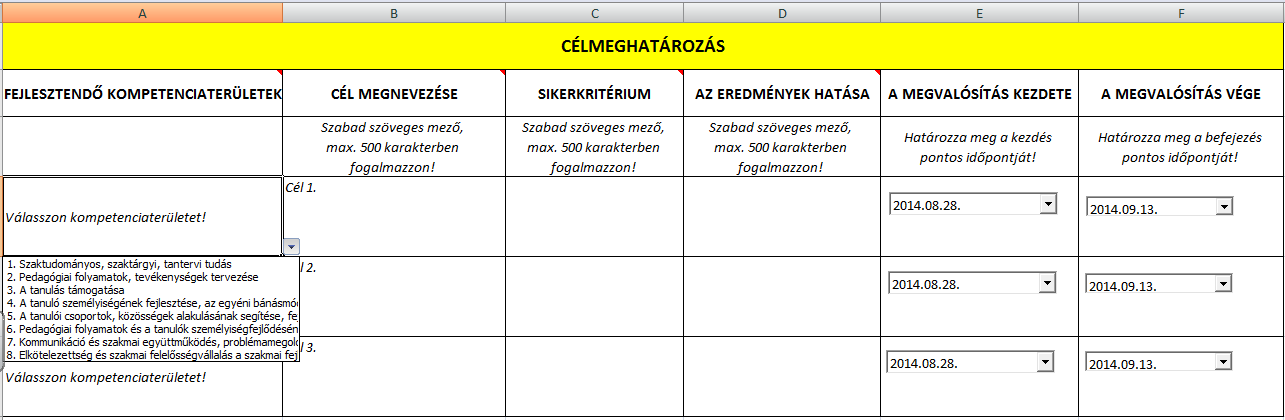 A B C D E F
CÉLMEGHATÁROZÁS
FEJLESZTENDŐ KOMPETENCIATERÜLETEK CÉL MEGNEVEZÉSE SIKERKRITÉRIUM AZ EREDMÉNYEK HATÁSA A MEGVALÓSÍTÁS KEZDETE A MEGVALÓSÍTÁS VÉGE
Szabad szöveges mező,
max. 500 karakterben
fogalmazzon!
Szabad szöveges mező,
max. 500 karakterben
fogalmazzon!
Szabad szöveges mező,
max. 500 karakterben
fogalmazzon!
Határozza meg a kezdés
pontos időpontját!
Határozza meg a befejezés
pontos időpontját!
Válasszon kompetenciaterületet!
Cél 1.
2014.08.28. 2014.09.13.
1. Szaktudományos, szaktárgyi, tantervi tudás
2. Pedagógiai folyamatok, tevékenységek tervezése
3. A tanulás támogatása
4. A tanuló személyiségének fejlesztése, az egyéni bánásmó
5. A tanulói csoportok, közösségek alakulásának segítése, fej
6. Pedagógiai folyamatok és a tanulók személyiségfejlődésén
7. Kommunikáció és szakmai együttműködés, problémamegol
8. Elkötelezettség és szakmai felelősségvállalás a szakmai fej
l 2.
2014.08.28. 2014.09.13.
l 3.
2014.08.28. 2014.09.13.
Válasszon kompetenciaterületet!